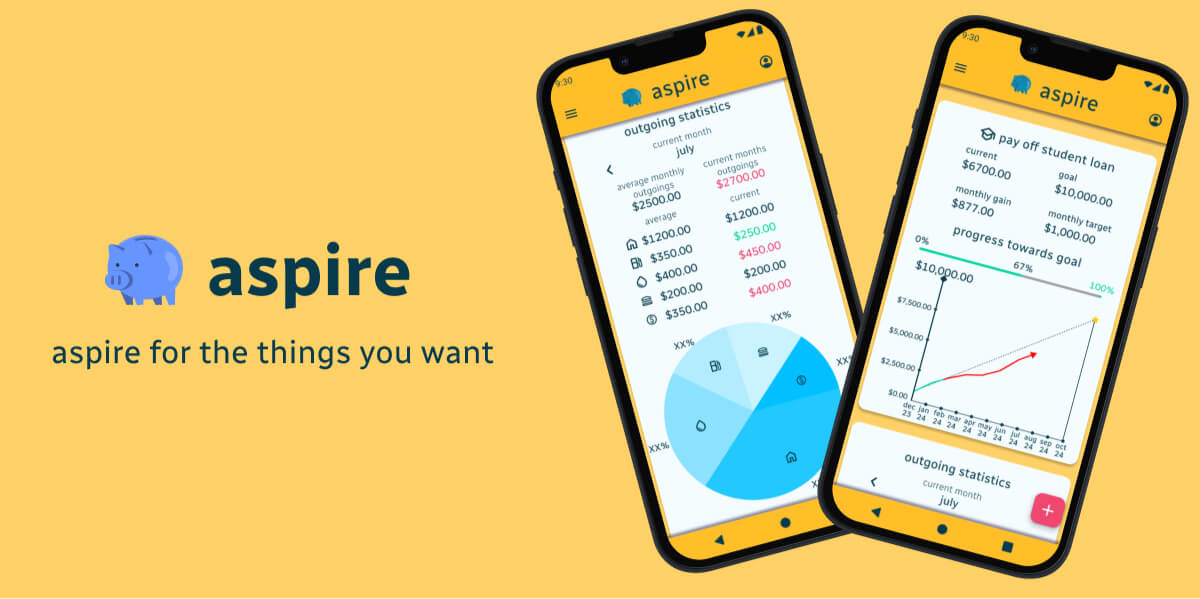 aspire
aspire for the things you want
9:30
aspire
outgoing statistics
current month
july
average monthly
outgoings
$2500.00
current months
outgoings
$2700.00
average
current
$1200.00
$1200.00
$350.00
$250.00
$400.00
$450.00
$200.00
$200.00
$350.00
$400.00
XX%
XX%
XX%
XX%
9:30
aspire
pay off student loan
current
$6700.00
goal
$10,000.00
monthly gain
$877.00
monthly target
$1,000.00
progress towards goal
0%
67%
100%
$10,000.00
$7,500.00
$5,000.00
$2,500.00
$0.00
dec 23
jan 24
feb 24
mar 24
apr 24
may 24
jun 24
jul 24
aug 24
sep 24
oct 24
outgoing statistics
current month
july